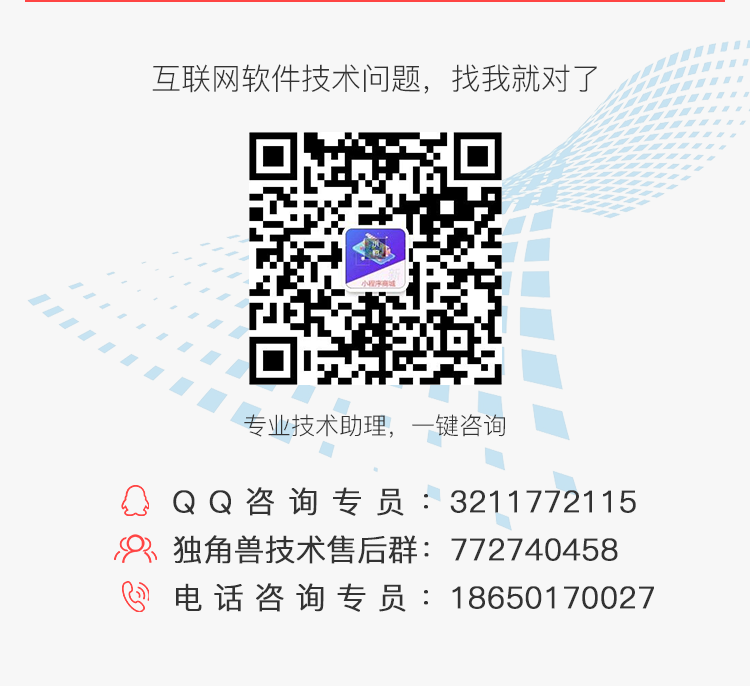 互联网软件技术问题，找我就对了
小程序商城
专业技术助理，一键咨询
QQ咨询专员：3211772115
独角兽技术售后群：772740458
电话咨询专员：18650170027